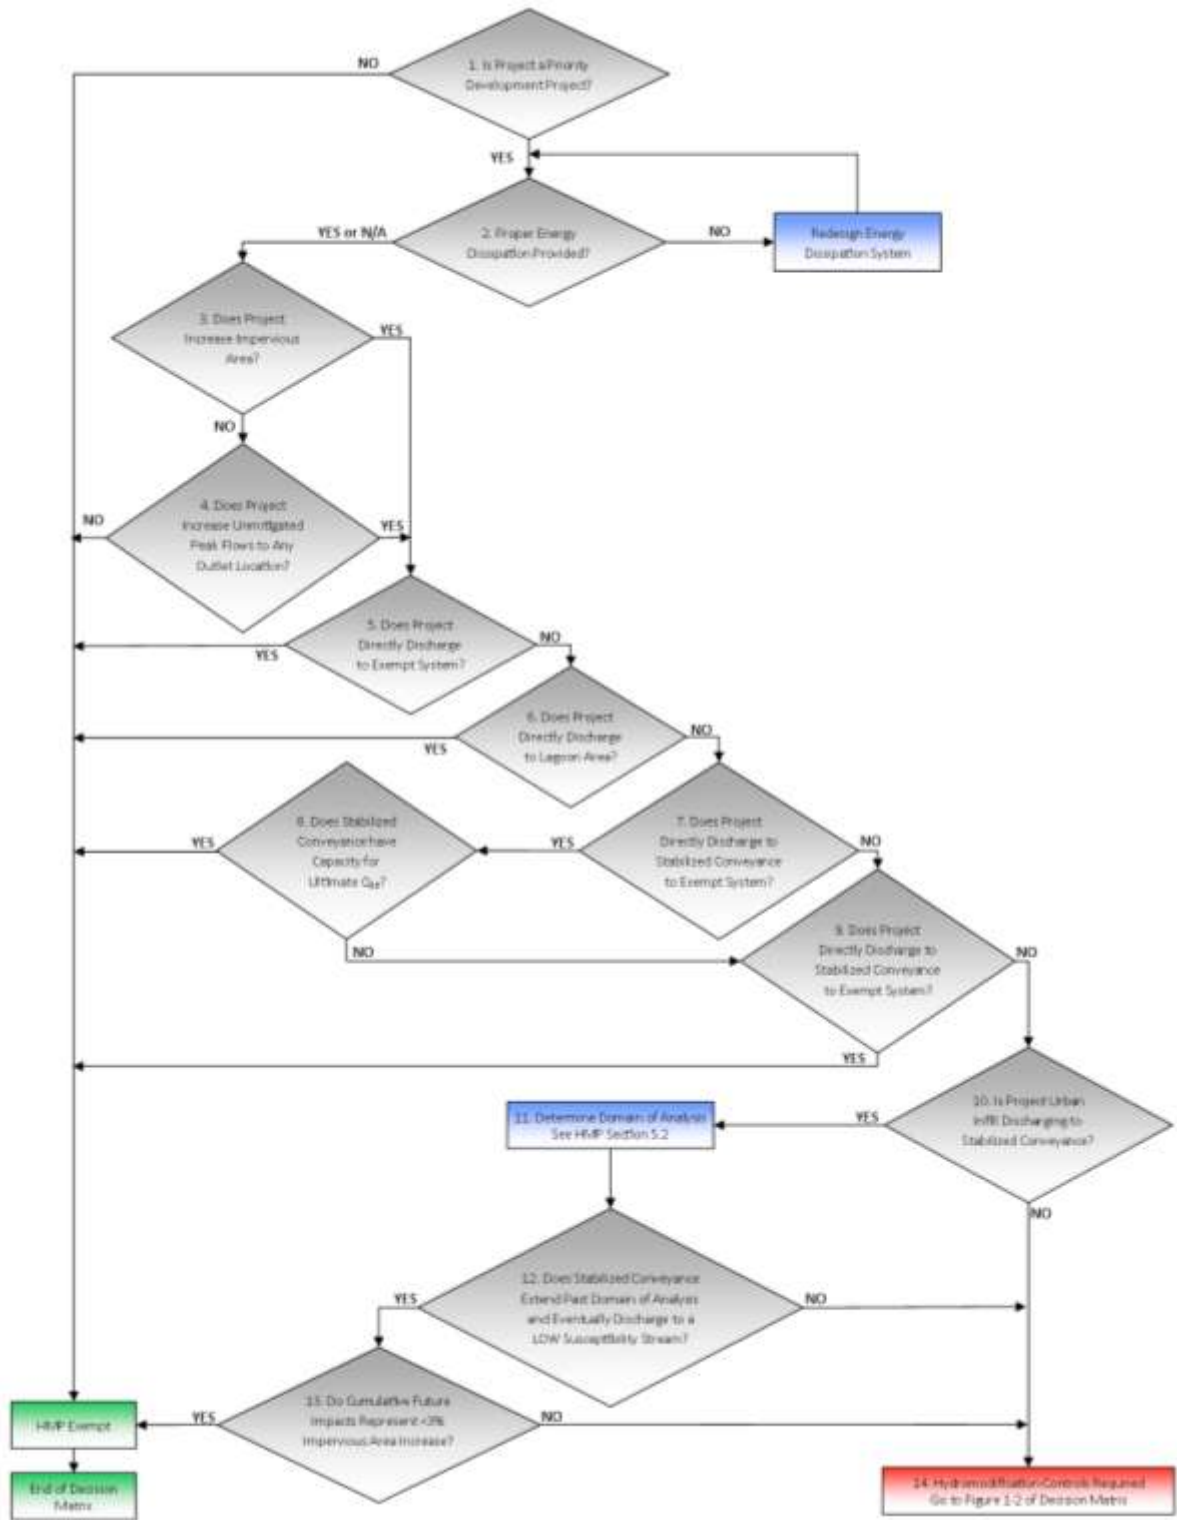 NO
1. Is Project a Priority
Development Project?
YES
YES or N/A
2. Proper Energy
Dissipation Provided?
NO
Redesign Energy
Dissipation System
3. Does Project
Increase Impervious
Area?
YES
NO
4. Does Project
Increase Unmitigated
Peak Flows to Any
Outlet Location?
NO
YES
5. Does Project
Directly Discharge
to Exempt System?
YES
NO
6. Does Project
Directly Discharge
to Lagoon Area?
YES
NO
7. Does Project
Directly Discharge to
Stabilized Conveyance
to Exempt System?
YES
NO
8. Does Stabilized
Conveyance have
Capacity for
Ultimate Q₁₀?
YES
NO
9. Does Project
Directly Discharge to
Stabilized Conveyance
to Exempt System?
NO
YES
10. Is Project Urban
Infill Discharging to
Stabilized Conveyance?
YES
NO
11. Determine Domain of Analysis
See HMP Section 5.2
12. Does Stabilized Conveyance
Extend Past Domain of Analysis
and Eventually Discharge to a
LOW Susceptibility Stream?
YES
NO
13. Do Cumulative Future
Impacts Represent <3%
Impervious Area Increase?
YES
NO
HMP Exempt
End of Decision
Matrix
14. Hydromodification Controls Required
Go to Figure 1-2 of Decision Matrix